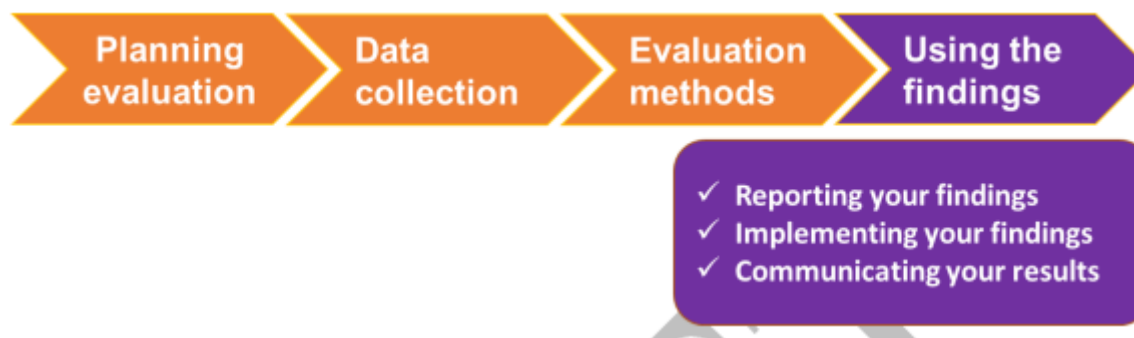 Planning evaluation
Data collection
Evaluation methods
Using the findings
✓ Reporting your findings
✓ Implementing your findings
✓ Communicating your results